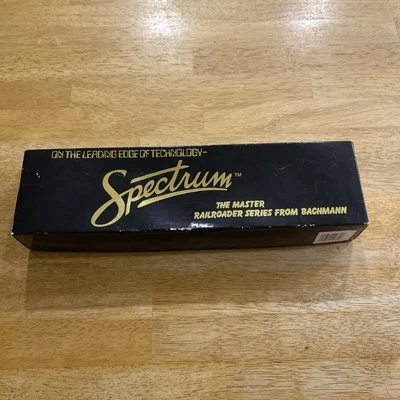 ON THE LEADING EDGE OF TECHNOLOGY-
Spectrum™
THE MASTER
RAILROADER SERIES FROM BACHMANN